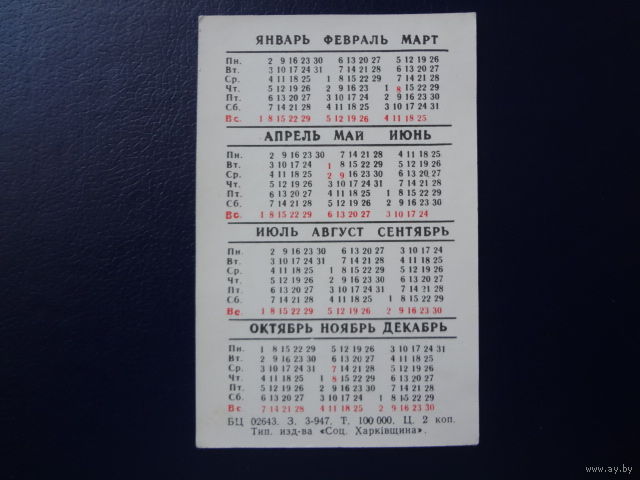 ЯНВАРЬ ФЕВРАЛЬ МАРТ
Пн. 2 9 16 23 30 6 13 20 27 5 12 19 26
Вт. 3 10 17 24 31 7 14 21 28 6 13 20 27
Ср. 4 11 18 25 1 8 15 22 7 14 21 28
Чт. 5 12 19 26 2 9 16 23 1 8 15 22 29
Пт. 6 13 20 27 3 10 17 24 2 9 16 23 30
Сб. 7 14 21 28 4 11 18 25 3 10 17 24 31
Вс. 1 8 15 22 29 5 12 19 26 4 11 18 25
АПРЕЛЬ МАЙ ИЮНЬ
Пн. 2 9 16 23 30 7 14 21 28 4 11 18 25
Вт. 3 10 17 24 1 8 15 22 29 5 12 19 26
Ср. 4 11 18 25 2 9 16 23 30 6 13 20 27
Чт. 5 12 19 26 3 10 17 24 31 7 14 21 28
Пт. 6 13 20 27 4 11 18 25 1 8 15 22 29
Сб. 7 14 21 28 5 12 19 26 2 9 16 23 30
Вс. 1 8 15 22 29 6 13 20 27 3 10 17 24
ИЮЛЬ АВГУСТ СЕНТЯБРЬ
Пн. 2 9 16 23 30 6 13 20 27 3 10 17 24
Вт. 3 10 17 24 31 7 14 21 28 4 11 18 25
Ср. 4 11 18 25 1 8 15 22 29 5 12 19 26
Чт. 5 12 19 26 2 9 16 23 30 6 13 20 27
Пт. 6 13 20 27 3 10 17 24 31 7 14 21 28
Сб. 7 14 21 28 4 11 18 25 1 8 15 22 29
Вс. 1 8 15 22 29 5 12 19 26 2 9 16 23 30
ОКТЯБРЬ НОЯБРЬ ДЕКАБРЬ
Пн. 1 8 15 22 29 5 12 19 26 3 10 17 24 31
Вт. 2 9 16 23 30 6 13 20 27 4 11 18 25
Ср. 3 10 17 24 31 7 14 21 28 5 12 19 26
Чт. 4 11 18 25 1 8 15 22 29 6 13 20 27
Пт. 5 12 19 26 2 9 16 23 30 7 14 21 28
Сб. 6 13 20 27 3 10 17 24 1 8 15 22 29
Вс. 7 14 21 28 4 11 18 25 2 9 16 23 30
БЦ 02643. З. 3-947. Т. 100 000. Ц. 2 коп.
Тип. изд-ва «Соц. Харкiвщина».
www.ay.by